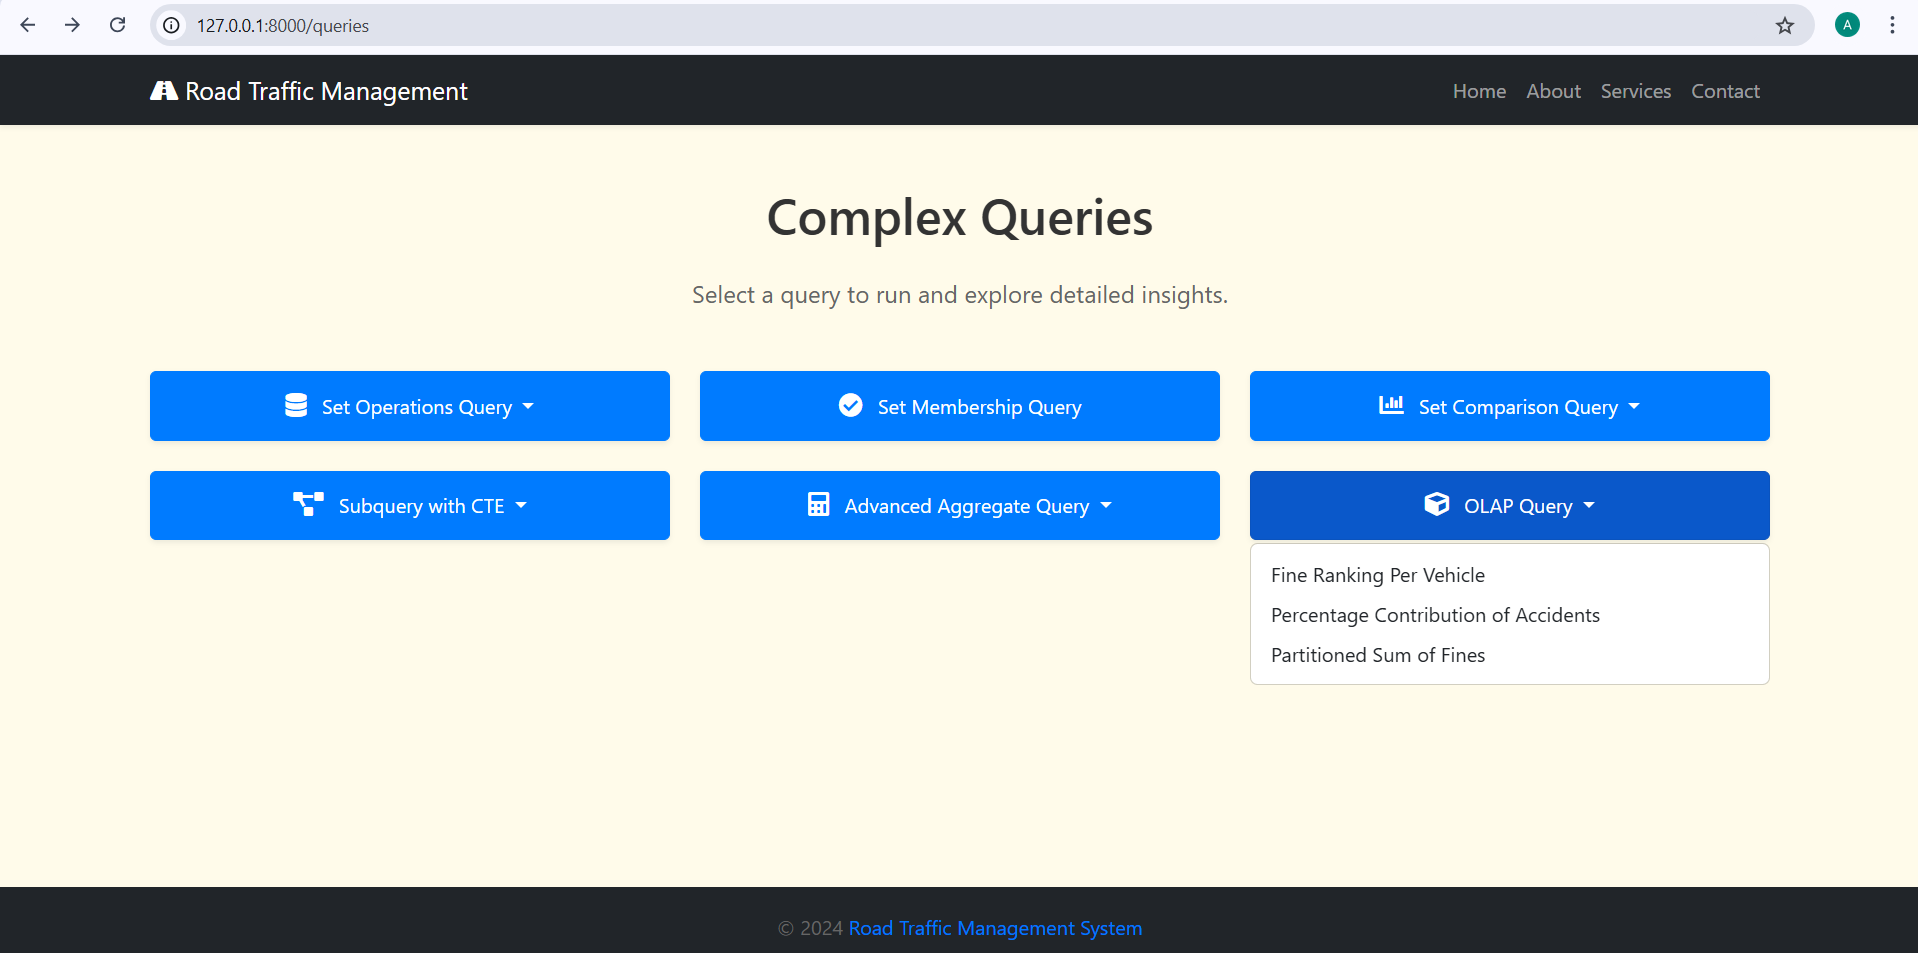 127.0.0.1:8000/queries
A
Road Traffic Management
Home About Services Contact
Complex Queries
Select a query to run and explore detailed insights.
Set Operations Query
Set Membership Query
Set Comparison Query
Subquery with CTE
Advanced Aggregate Query
OLAP Query
Fine Ranking Per Vehicle
Percentage Contribution of Accidents
Partitioned Sum of Fines
© 2024 Road Traffic Management System